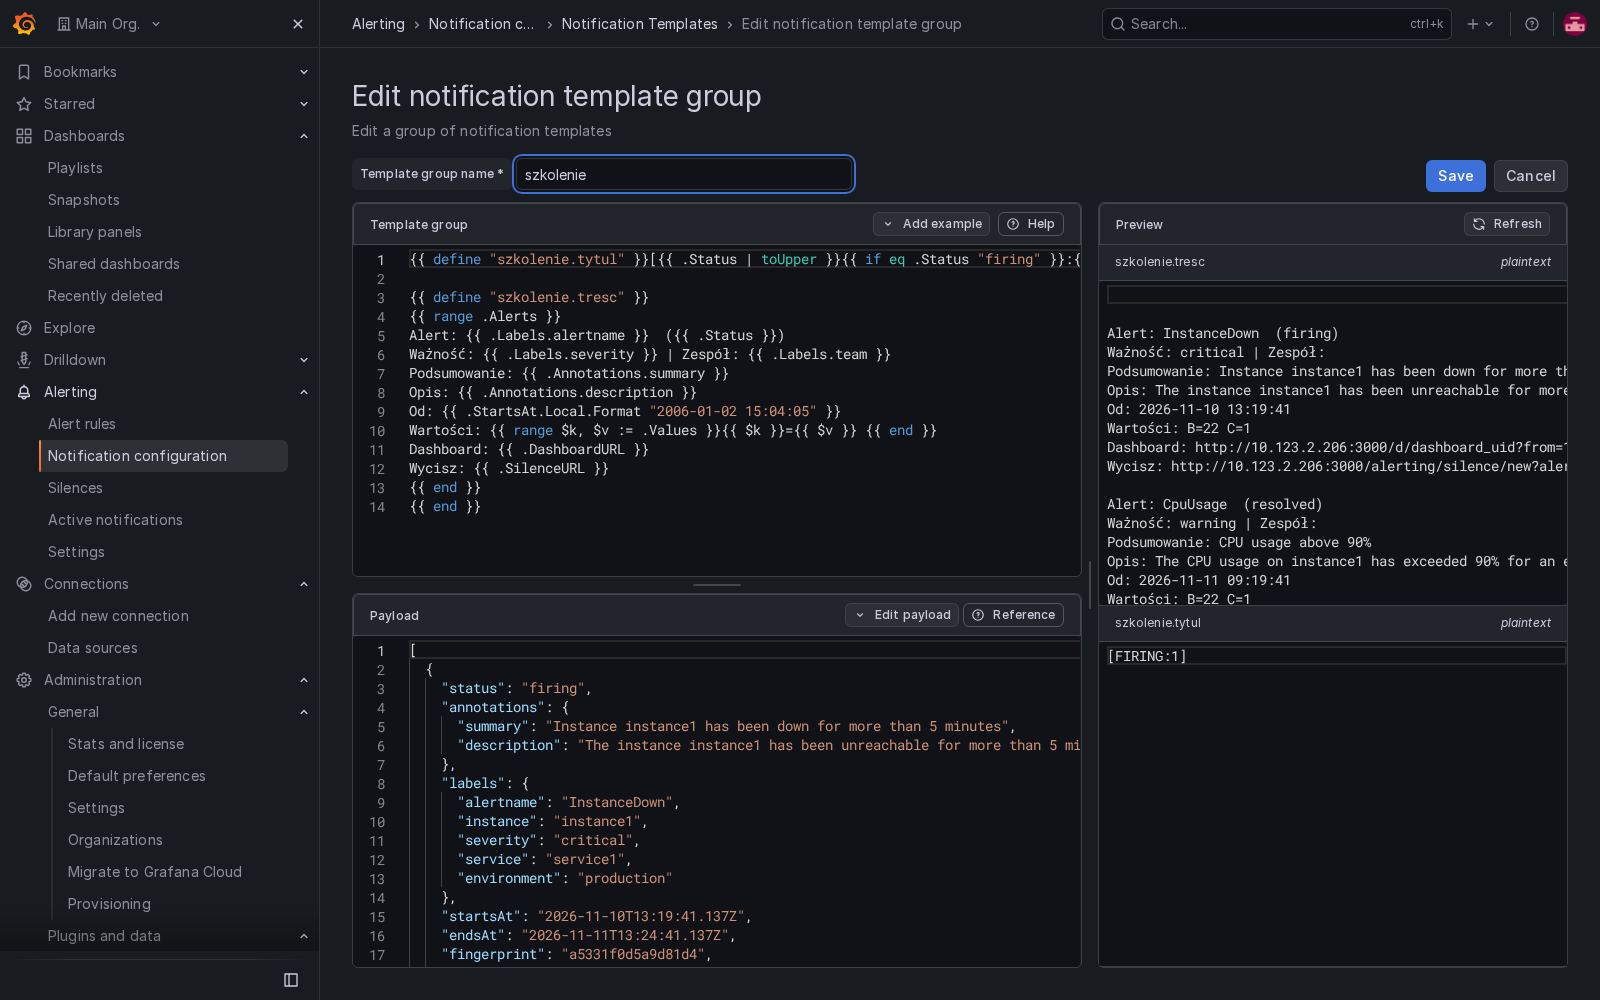 Main Org.
Alerting > Notification c... > Notification Templates > Edit notification template group
Search...
ctrl+k
Bookmarks
Starred
Dashboards
Playlists
Snapshots
Library panels
Shared dashboards
Recently deleted
Explore
Drilldown
Alerting
Alert rules
Notification configuration
Silences
Active notifications
Settings
Connections
Add new connection
Data sources
Administration
General
Stats and license
Default preferences
Settings
Organizations
Migrate to Grafana Cloud
Provisioning
Plugins and data
Edit notification template group
Edit a group of notification templates
Template group name *
szkolenie
Save
Cancel
Template group
Add example
Help
1 {{ define "szkolenie.tytul" }}[{{ .Status | toUpper }}{{ if eq .Status "firing" }}:{
2
3 {{ define "szkolenie.tresc" }}
4 {{ range .Alerts }}
5 Alert: {{ .Labels.alertname }}  ({{ .Status }})
6 Ważność: {{ .Labels.severity }} | Zespół: {{ .Labels.team }}
7 Podsumowanie: {{ .Annotations.summary }}
8 Opis: {{ .Annotations.description }}
9 Od: {{ .StartsAt.Local.Format "2006-01-02 15:04:05" }}
10 Wartości: {{ range $k, $v := .Values }}{{ $k }}={{ $v }} {{ end }}
11 Dashboard: {{ .DashboardURL }}
12 Wycisz: {{ .SilenceURL }}
13 {{ end }}
14 {{ end }}
Payload
Edit payload
Reference
1 [
2 {
3 "status": "firing",
4 "annotations": {
5 "summary": "Instance instance1 has been down for more than 5 minutes",
6 "description": "The instance instance1 has been unreachable for more than 5 mi
7 },
8 "labels": {
9 "alertname": "InstanceDown",
10 "instance": "instance1",
11 "severity": "critical",
12 "service": "service1",
13 "environment": "production"
14 },
15 "startsAt": "2026-11-10T13:19:41.137Z",
16 "endsAt": "2026-11-11T13:24:41.137Z",
17 "fingerprint": "a5331f0d5a9d81d4",
Preview
Refresh
szkolenie.tresc
plaintext
Alert: InstanceDown  (firing)
Ważność: critical | Zespół:
Podsumowanie: Instance instance1 has been down for more th
Opis: The instance instance1 has been unreachable for more
Od: 2026-11-10 13:19:41
Wartości: B=22 C=1
Dashboard: http://10.123.2.206:3000/d/dashboard_uid?from=1
Wycisz: http://10.123.2.206:3000/alerting/silence/new?aler
Alert: CpuUsage  (resolved)
Ważność: warning | Zespół:
Podsumowanie: CPU usage above 90%
Opis: The CPU usage on instance1 has exceeded 90% for an e
Od: 2026-11-11 09:19:41
Wartości: B=22 C=1
szkolenie.tytul
plaintext
[FIRING:1]